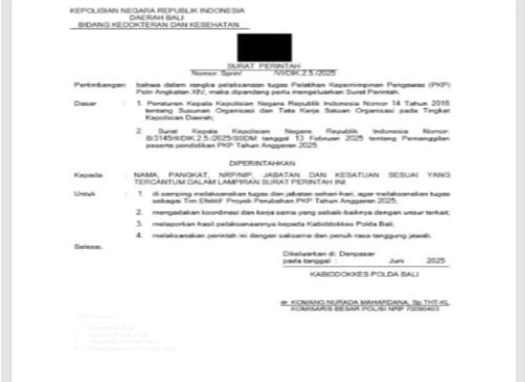 KEPOLISIAN NEGARA REPUBLIK INDONESIA
DAERAH BALI
BIDANG KEDOKTERAN DAN KESEHATAN
SURAT PERINTAH
Nomor: Sprin/ /VI/DIK.2.5./2025
Pertimbangan: bahwa dalam rangka pelaksanaan tugas Pelatihan Kepemimpinan Pengawas (PKP)
Polri Angkatan XIV, maka dipandang perlu mengeluarkan Surat Perintah.
Dasar : 1. Peraturan Kepala Kepolisian Negara Republik Indonesia Nomor 14 Tahun 2018
tentang Susunan Organisasi dan Tata Kerja Satuan Organisasi pada Tingkat
Kepolisian Daerah;
2. Surat Kepala Kepolisian Negara Republik Indonesia Nomor:
B/3145/II/DIK.2.5./2025/SSDM tanggal 13 Februari 2025 tentang Pemanggilan
peserta pendidikan PKP Tahun Anggaran 2025.
DIPERINTAHKAN
Kepada : NAMA, PANGKAT, NRP/NIP, JABATAN DAN KESATUAN SESUAI YANG
TERCANTUM DALAM LAMPIRAN SURAT PERINTAH INI
Untuk : 1. di samping melaksanakan tugas dan jabatan sehari-hari, agar melaksanakan tugas
sebagai Tim Efektif Proyek Perubahan PKP Tahun Anggaran 2025;
2. mengadakan koordinasi dan kerja sama yang sebaik-baiknya dengan unsur terkait;
3. melaporkan hasil pelaksanaannya kepada Kabiddokkes Polda Bali;
4. melaksanakan perintah ini dengan saksama dan penuh rasa tanggung jawab.
Selesai.
Dikeluarkan di: Denpasar
pada tanggal : Juni 2025
KABIDDOKKES POLDA BALI
dr. KOMANG NURADA MAHARDANA, Sp.THT-KL
KOMISARIS BESAR POLISI NRP 70080403